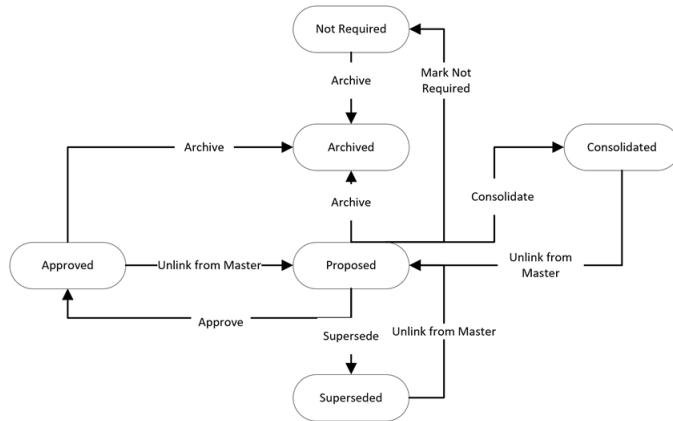 Not Required
Archive
Mark Not
Required
Archive
Archived
Consolidated
Archive
Consolidate
Approved
Unlink from Master
Proposed
Unlink from
Master
Approve
Supersede
Unlink from Master
Superseded